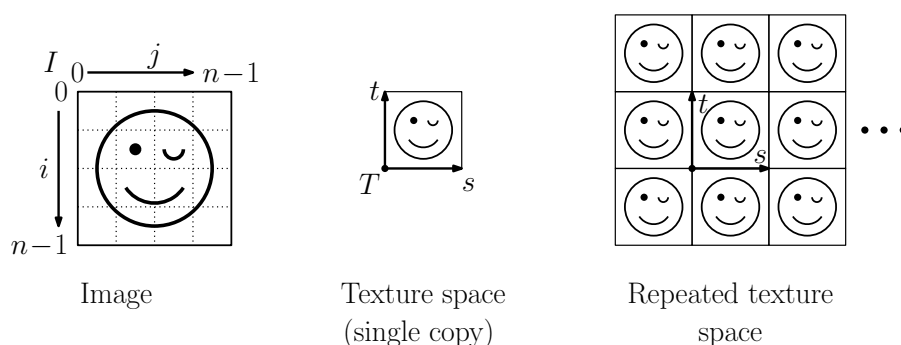 I
j
0
n−1
0
i
n−1
t
T
s
t
s
...
Image
Texture space
(single copy)
Repeated texture
space